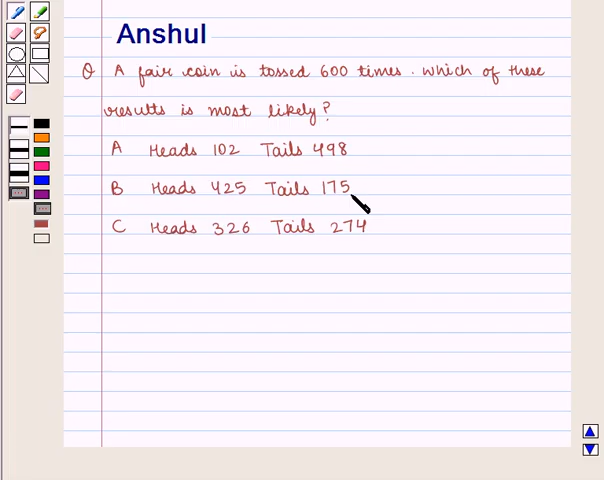 Anshul
Q A fair coin is tossed 600 times. Which of these
results is most likely?
A Heads 102 Tails 498
B Heads 425 Tails 175
C Heads 326 Tails 274